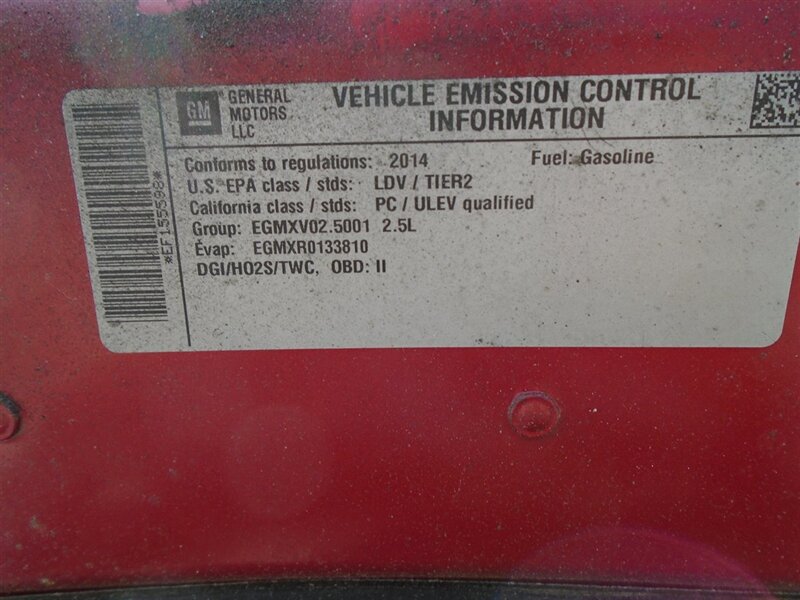 GM GENERAL MOTORS LLC
VEHICLE EMISSION CONTROL
INFORMATION
Conforms to regulations: 2014 Fuel: Gasoline
U.S. EPA class / stds: LDV / TIER2
California class / stds: PC / ULEV qualified
Group: EGMXV02.5001 2.5L
Evap: EGMXR0133810
DGI/HO2S/TWC, OBD: II
*EF155598*